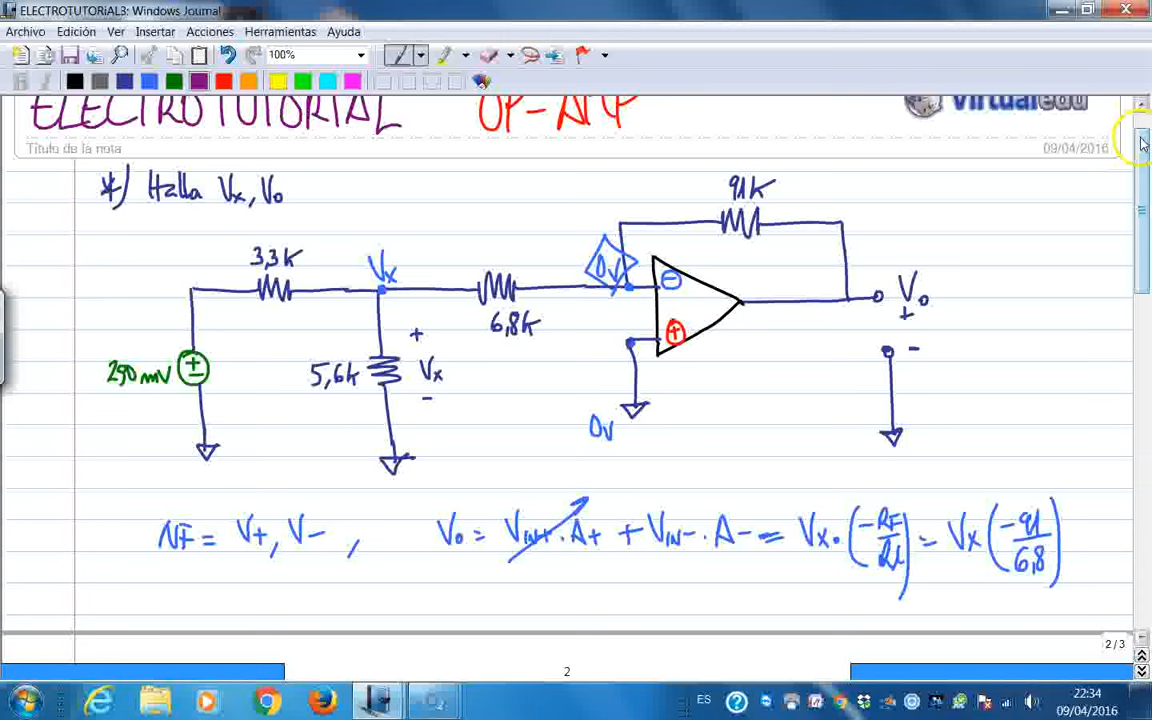 ELECTROTUTORiAL3: Windows Journal
Archivo Edición Ver Insertar Acciones Herramientas Ayuda
100%
ELECTROTUTORIAL OP-AMP
Virtualedu
Título de la nota
09/04/2016
*) Halla Vx, Vo
91K
3,3K
Vx
0V
-
6,8K
Vo
+
-
+
290mV
+
-
5,6K
+
Vx
-
0V
NF = V+, V- , Vo = VIN+ . A+ + VIN- . A- = Vx . (-RF/Ri) = Vx (-91/6,8)
2/3
2
ES
22:34
09/04/2016